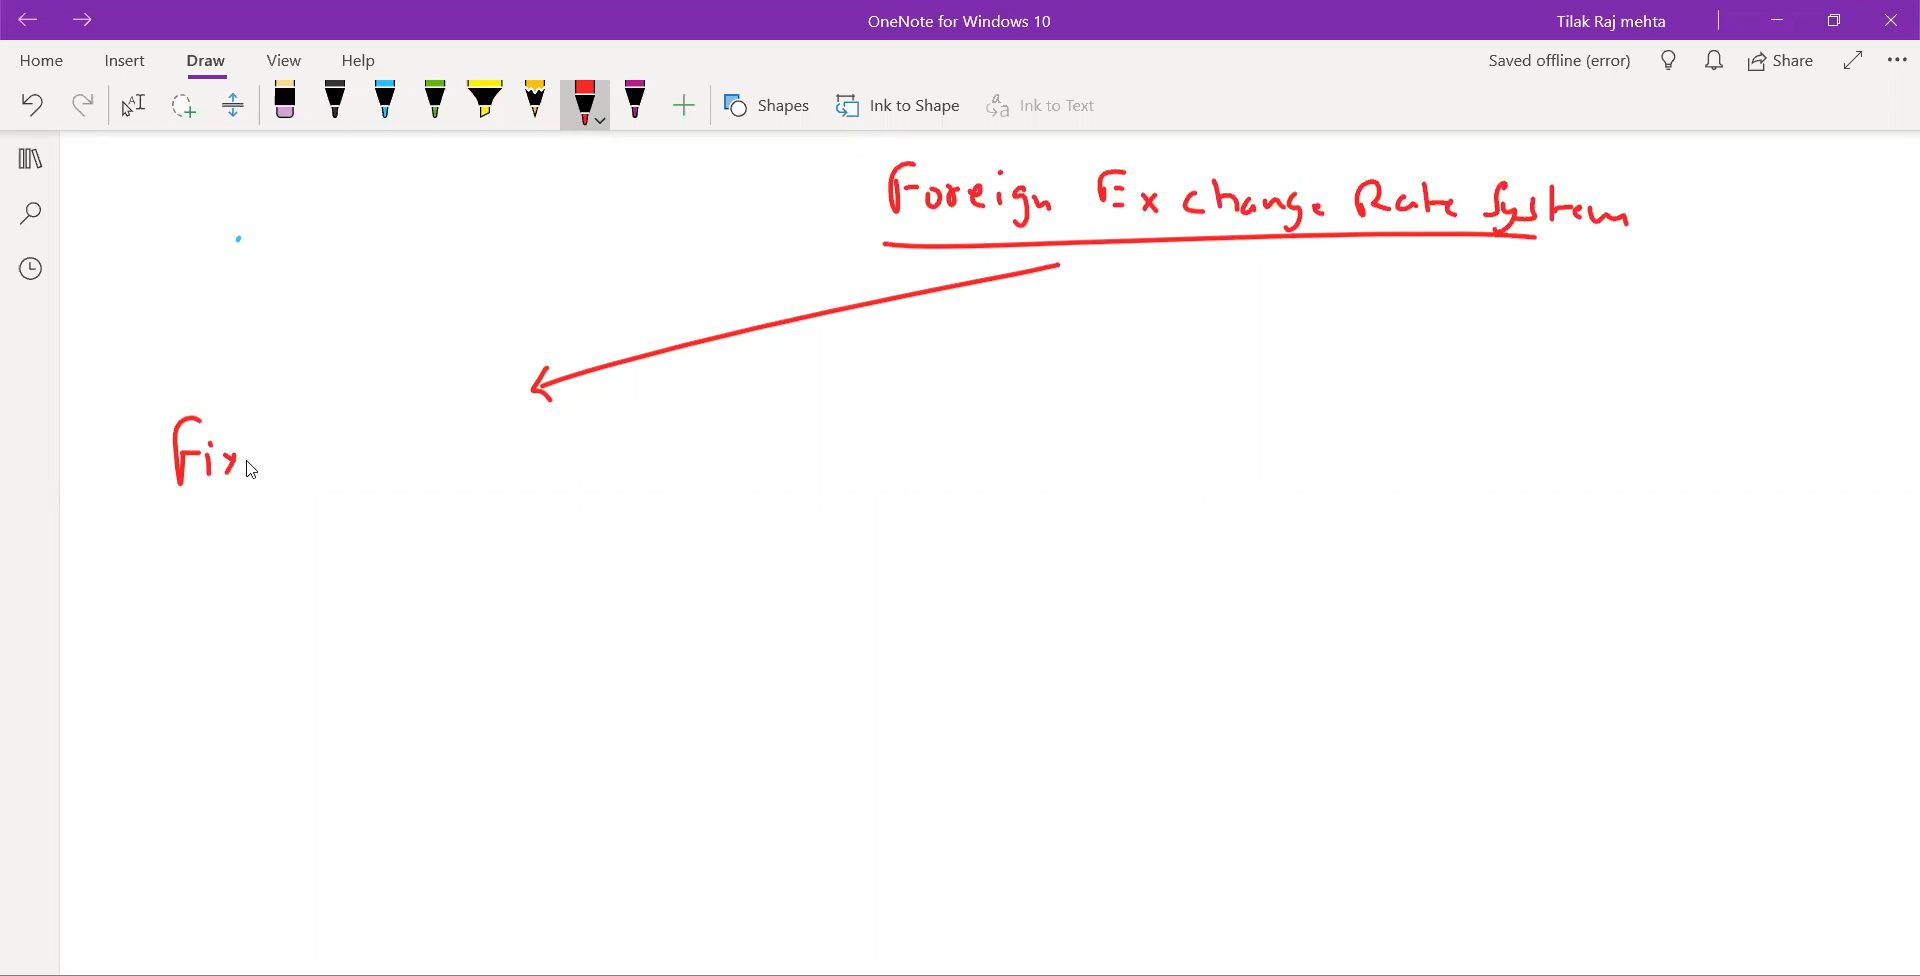 OneNote for Windows 10
Tilak Raj mehta
Home Insert Draw View Help
Saved offline (error) Share
Shapes Ink to Shape Ink to Text
Foreign Exchange Rate System
Fix